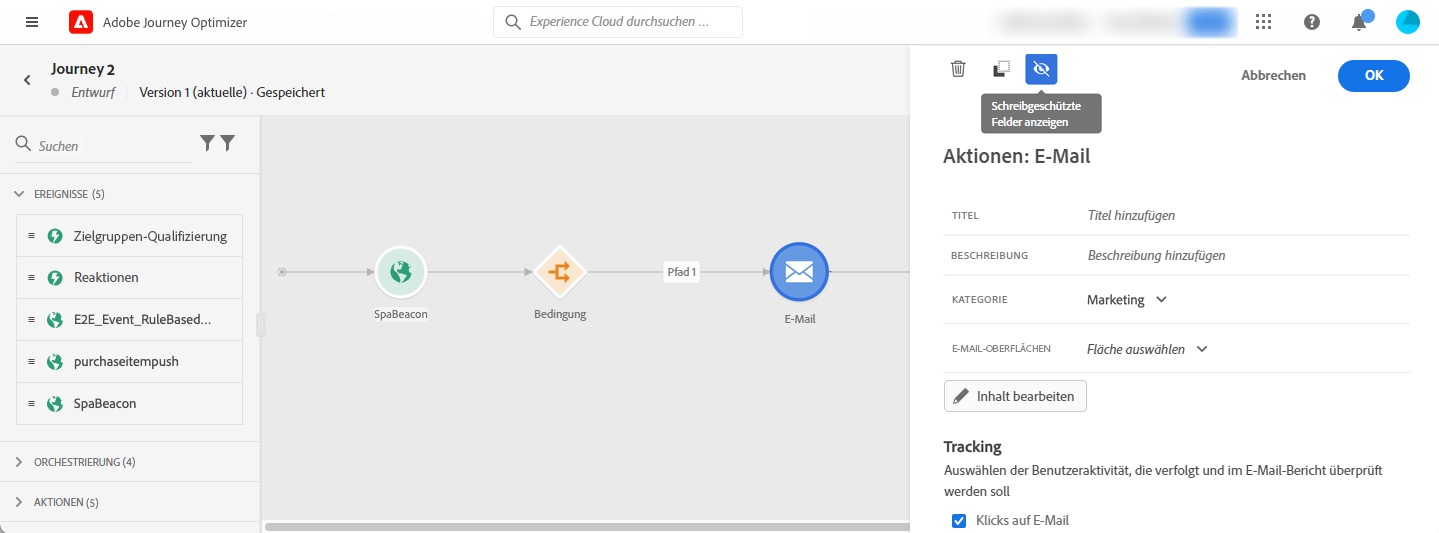 Adobe Journey Optimizer
Experience Cloud durchsuchen ...
Journey 2
Entwurf
Version 1 (aktuelle) · Gespeichert
Abbrechen
OK
Schreibgeschützte
Felder anzeigen
Suchen
Aktionen: E-Mail
EREIGNISSE (5)
Zielgruppen-Qualifizierung
Reaktionen
E2E_Event_RuleBased...
purchaseitempush
SpaBeacon
ORCHESTRIERUNG (4)
AKTIONEN (5)
SpaBeacon
Bedingung
Pfad 1
E-Mail
TITEL
Titel hinzufügen
BESCHREIBUNG
Beschreibung hinzufügen
KATEGORIE
Marketing
E-MAIL-OBERFLÄCHEN
Fläche auswählen
Inhalt bearbeiten
Tracking
Auswählen der Benutzeraktivität, die verfolgt und im E-Mail-Bericht überprüft
werden soll
Klicks auf E-Mail